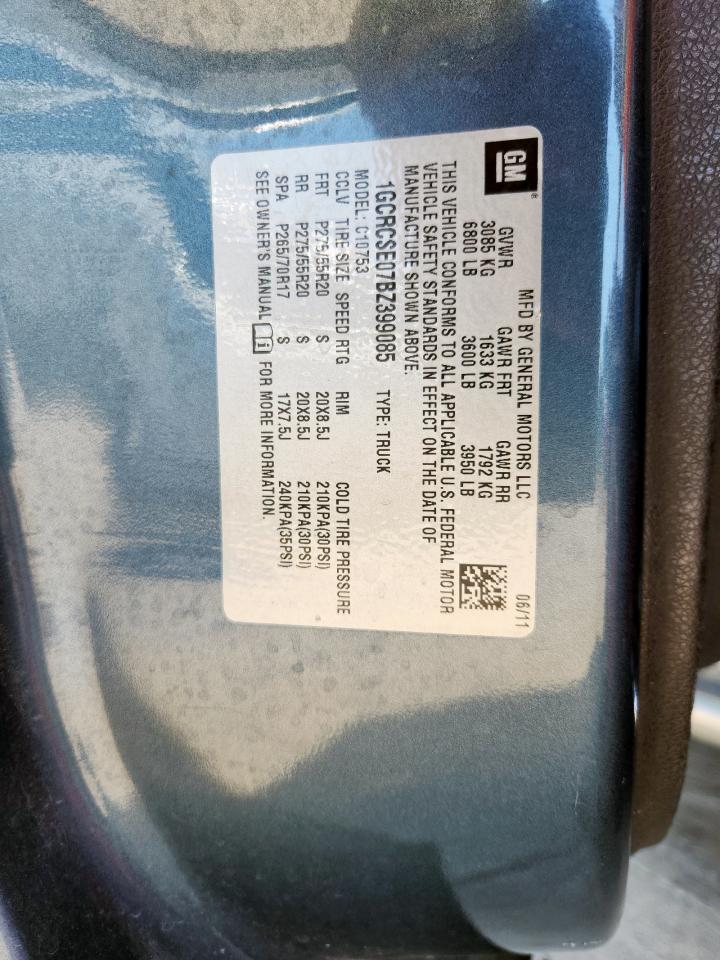 GM
MFD BY GENERAL MOTORS LLC 06/11
GVWR GAWR FRT GAWR RR
3085 KG 1633 KG 1792 KG
6800 LB 3600 LB 3950 LB
THIS VEHICLE CONFORMS TO ALL APPLICABLE U.S. FEDERAL MOTOR
VEHICLE SAFETY STANDARDS IN EFFECT ON THE DATE OF
MANUFACTURE SHOWN ABOVE.
1GCRCSE07BZ399085 TYPE: TRUCK
MODEL: C10753
CCLV TIRE SIZE SPEED RTG RIM COLD TIRE PRESSURE
FRT P275/55R20 S 20X8.5J 210KPA(30PSI)
RR P275/55R20 S 20X8.5J 210KPA(30PSI)
SPA P265/70R17 S 17X7.5J 240KPA(35PSI)
SEE OWNER'S MANUAL i FOR MORE INFORMATION.